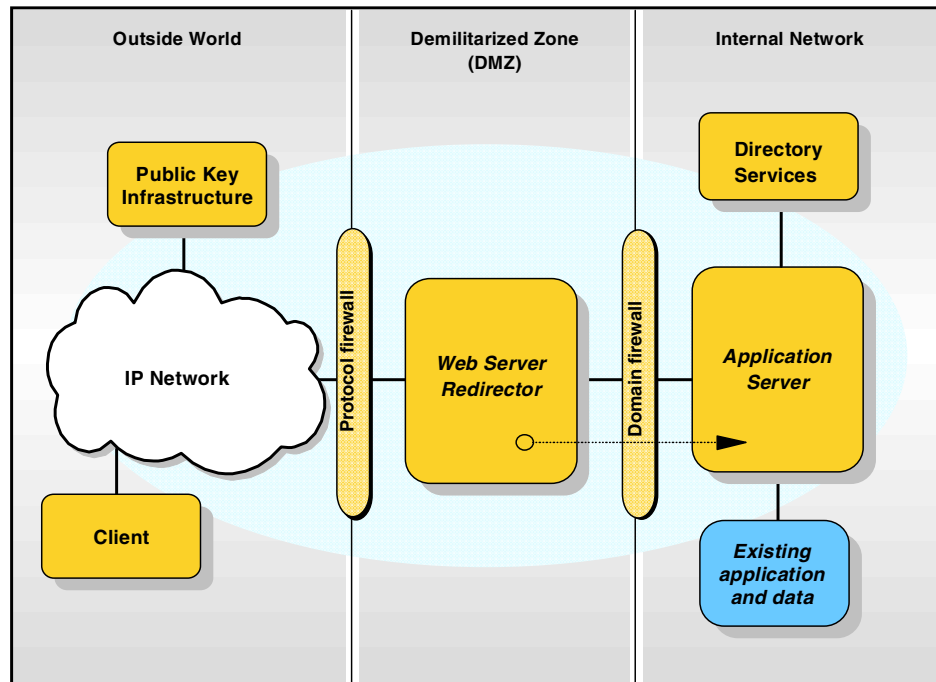 Outside World
Demilitarized Zone
(DMZ)
Internal Network
Public Key
Infrastructure
Directory
Services
IP Network
Protocol firewall
Web Server
Redirector
Domain firewall
Application
Server
Client
Existing
application
and data